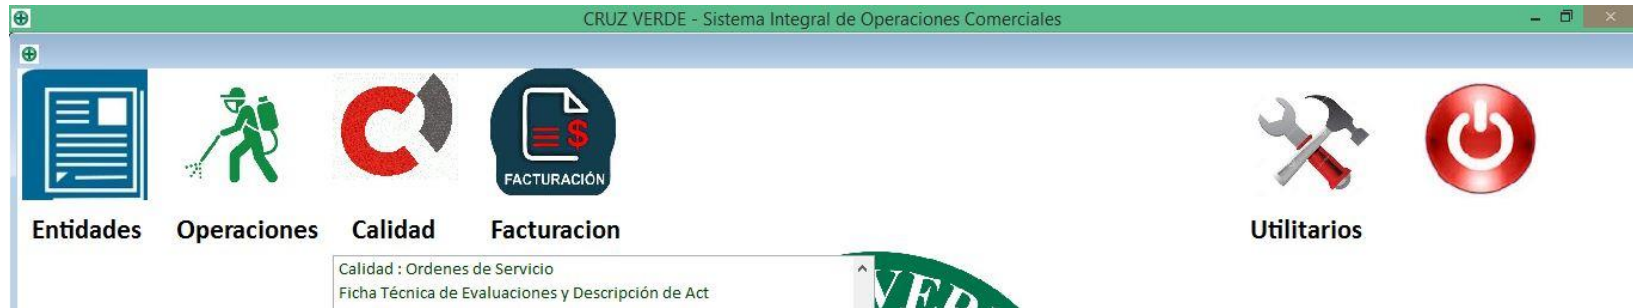 CRUZ VERDE - Sistema Integral de Operaciones Comerciales
FACTURACIÓN
Entidades
Operaciones
Calidad
Facturacion
Utilitarios
Calidad : Ordenes de Servicio
Ficha Técnica de Evaluaciones y Descripción de Act